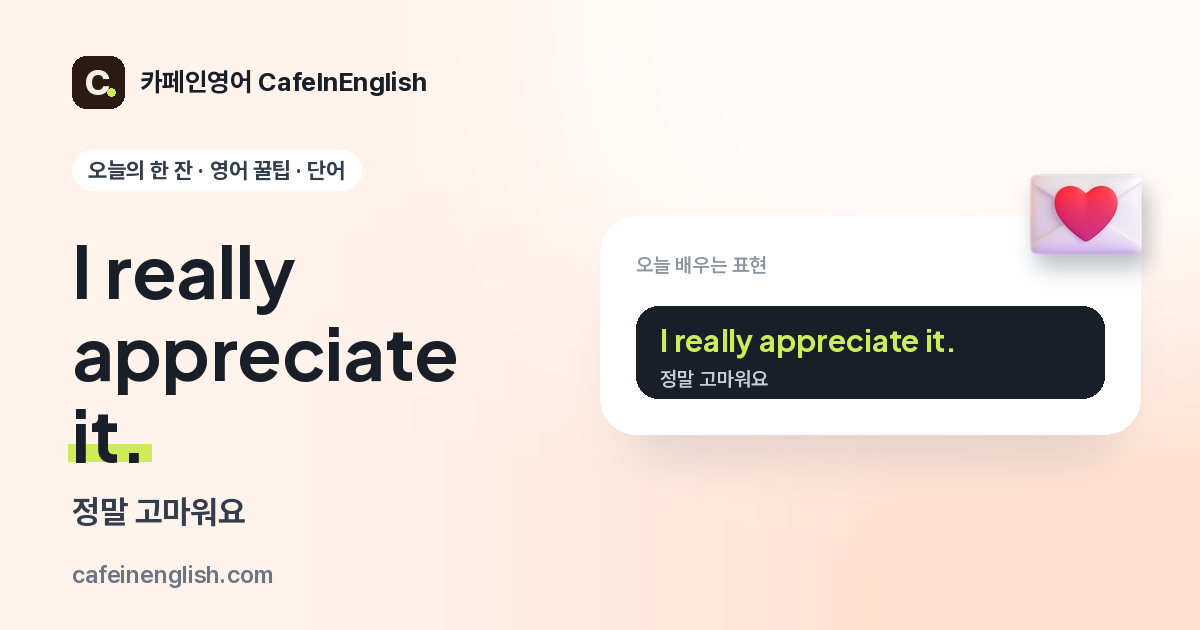 C
카페인영어 CafeInEnglish
오늘의 한 잔 · 영어 꿀팁 · 단어
I really
appreciate
it.
정말 고마워요
cafeinenglish.com
오늘 배우는 표현
I really appreciate it.
정말 고마워요